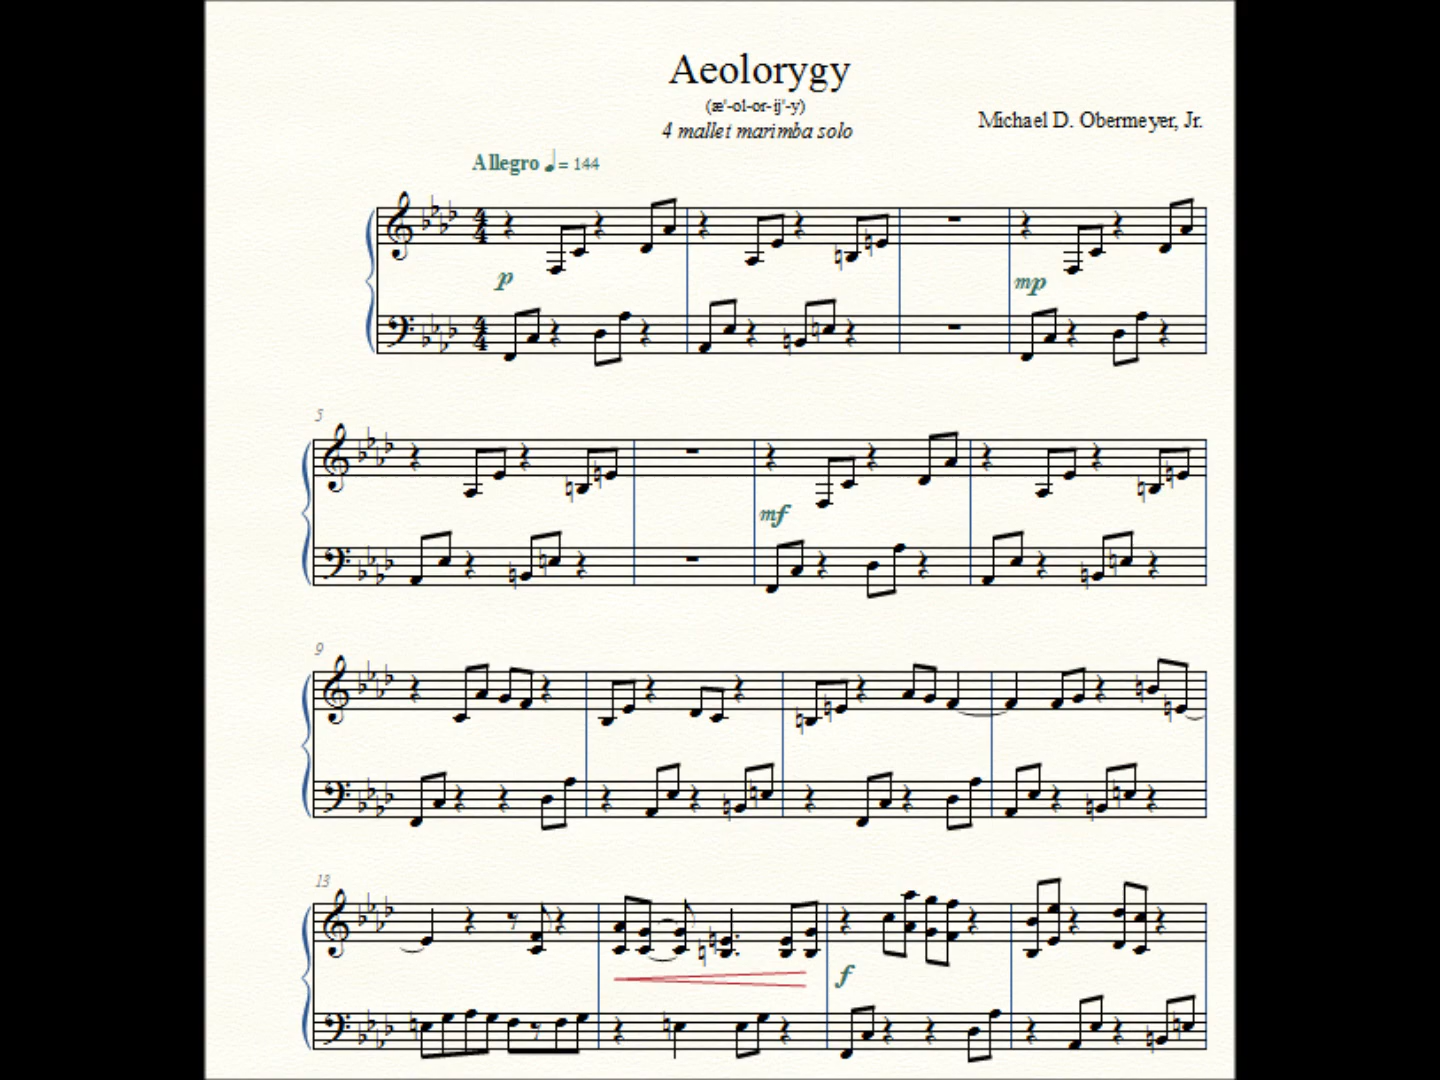 Aeolorygy
(æ'-ol-or-ij'-y)
4 mallet marimba solo
Michael D. Obermeyer, Jr.
Allegro ♩= 144
p
mp
5
mf
9
13
f